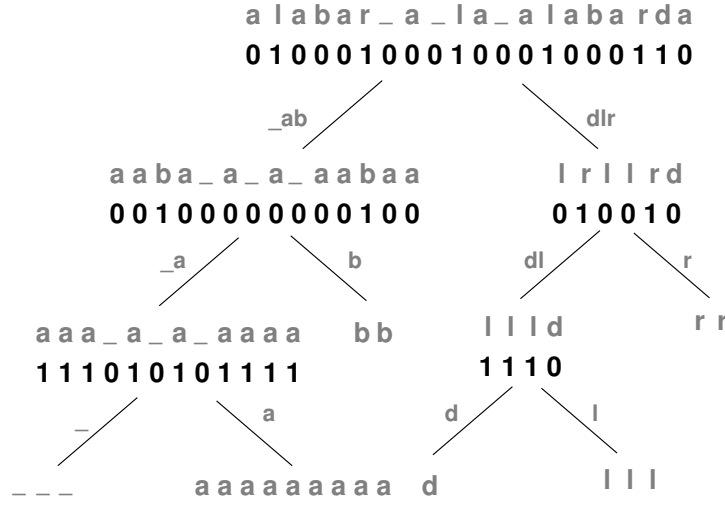 a l a b a r _ a _ l a _ a l a b a r d a
0 1 0 0 0 1 0 0 0 1 0 0 0 1 0 0 0 1 1 0
_ab dlr
a a b a _ a _ a _ a a b a a l r l l r d
0 0 1 0 0 0 0 0 0 0 0 1 0 0 0 1 0 0 1 0
_a b dl r
a a a _ a _ a _ a a a a b b l l l d r r
1 1 1 0 1 0 1 0 1 1 1 1 1 1 1 0
_ a d l
_ _ _ a a a a a a a a a d l l l